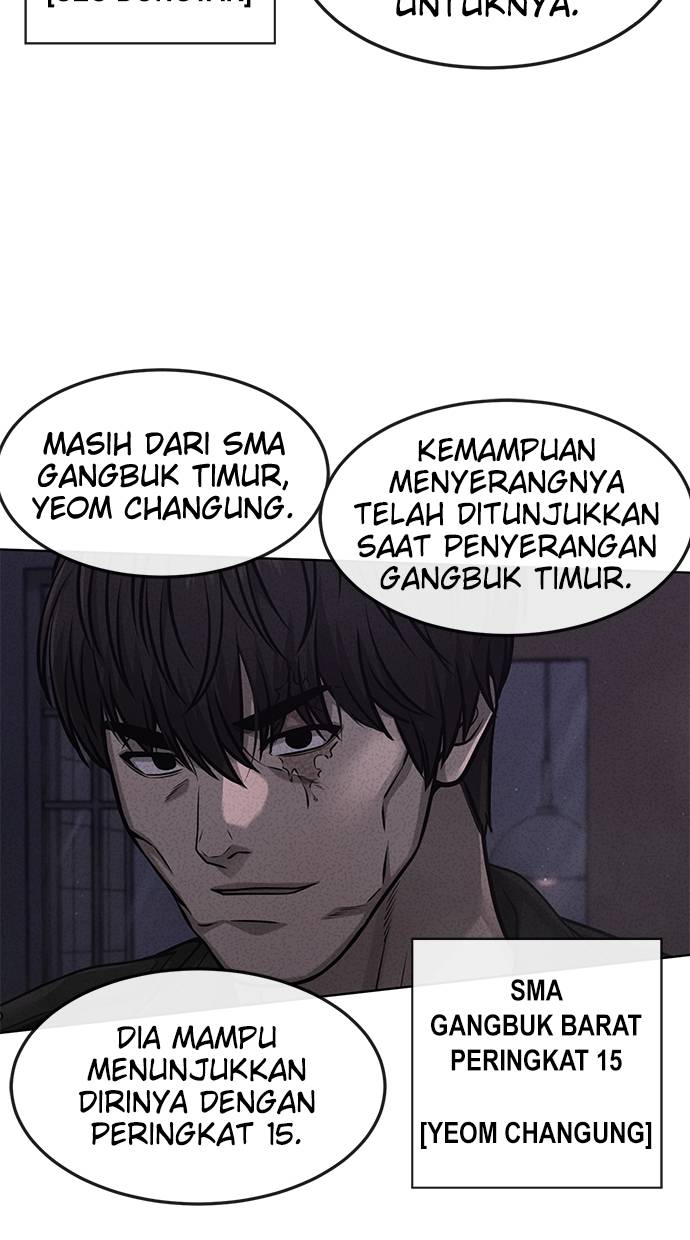 UNTUKNYA.
MASIH DARI SMA
GANGBUK TIMUR,
YEOM CHANGUNG.
KEMAMPUAN
MENYERANGNYA
TELAH DITUNJUKKAN
SAAT PENYERANGAN
GANGBUK TIMUR.
DIA MAMPU
MENUNJUKKAN
DIRINYA DENGAN
PERINGKAT 15.
SMA
GANGBUK BARAT
PERINGKAT 15
[YEOM CHANGUNG]